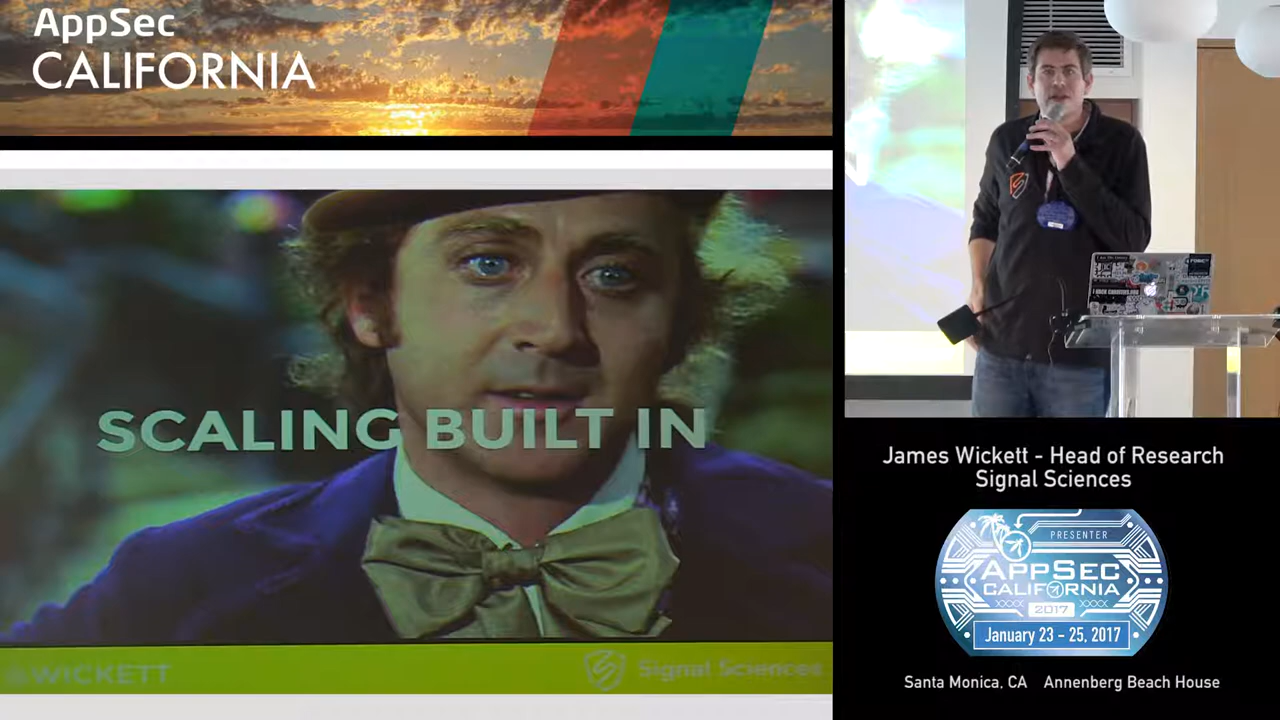 AppSec
CALIFORNIA
SCALING BUILT IN
@WICKETT
Signal Sciences
James Wickett - Head of Research
Signal Sciences
PRESENTER
APPSEC
CALIFORNIA
2017
January 23 - 25, 2017
Santa Monica, CA Annenberg Beach House